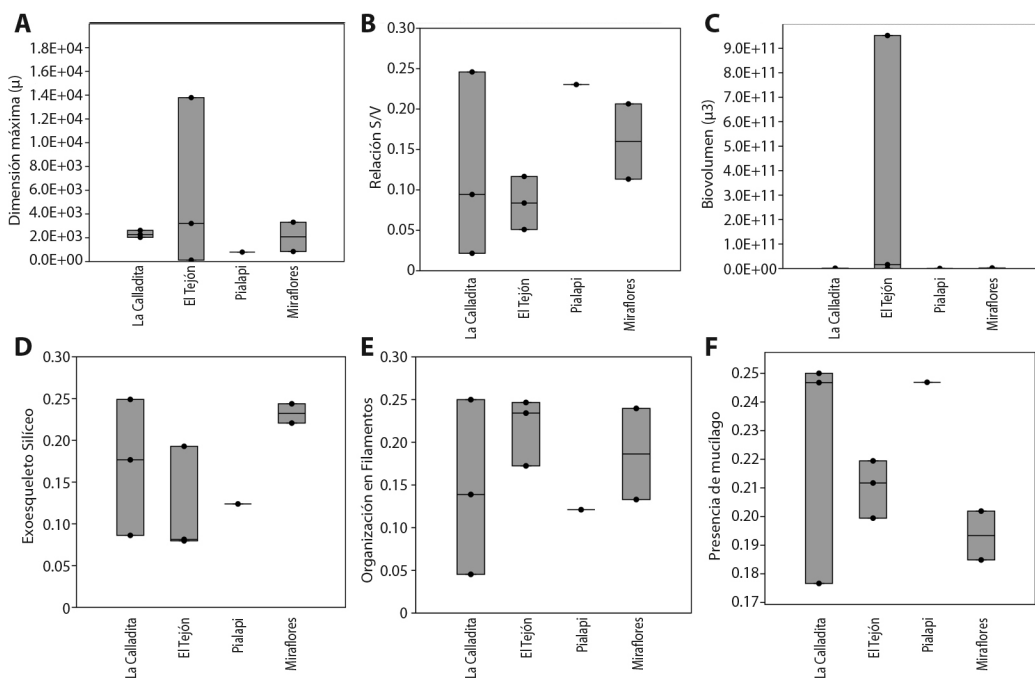 A
Dimensión máxima (µ)
1.8E+04
1.6E+04
1.4E+04
1.2E+04
1.4E+04
8.0E+03
6.0E+03
4.0E+03
2.0E+03
0.0E+00
La Calladita
El Tejón
Pialapi
Miraflores
B
Relación S/V
0.30
0.25
0.20
0.15
0.10
0.05
0
La Calladita
El Tejón
Pialapi
Miraflores
C
Biovolumen (µ3)
9.0E+11
8.0E+11
7.0E+11
6.0E+11
5.0E+11
4.0E+11
3.0E+11
2.0E+11
1.0E+11
0.0E+00
La Calladita
El Tejón
Pialapi
Miraflores
D
Exoesqueleto Silíceo
0.30
0.25
0.20
0.15
0.10
0.05
0
La Calladita
El Tejón
Pialapi
Miraflores
E
Organización en Filamentos
0.30
0.25
0.20
0.15
0.10
0.05
0
La Calladita
El Tejón
Pialapi
Miraflores
F
Presencia de mucílago
0.25
0.24
0.22
0.21
0.20
0.19
0.18
0.17
La Calladita
El Tejón
Pialapi
Miraflores